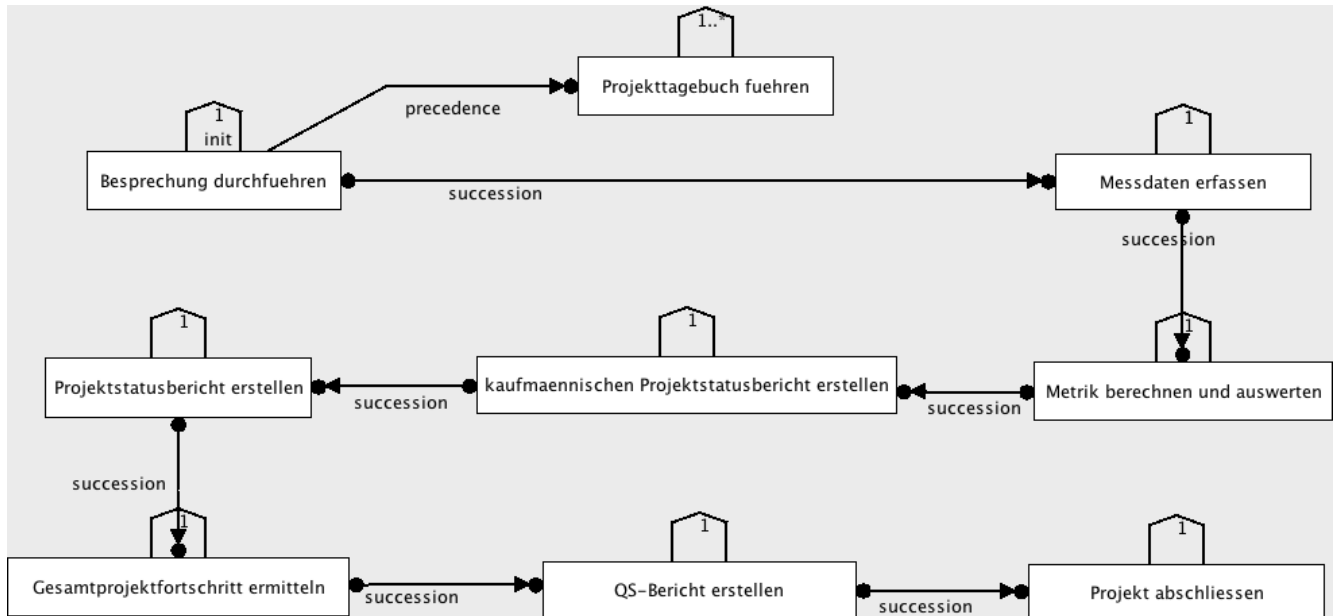 1..*
Projekttagebuch fuehren
precedence
1
init
Besprechung durchfuehren
succession
1
Messdaten erfassen
succession
1
Projektstatusbericht erstellen
succession
1
kaufmaennischen Projektstatusbericht erstellen
succession
1
Metrik berechnen und auswerten
succession
1
Gesamtprojektfortschritt ermitteln
succession
1
QS-Bericht erstellen
succession
1
Projekt abschliessen